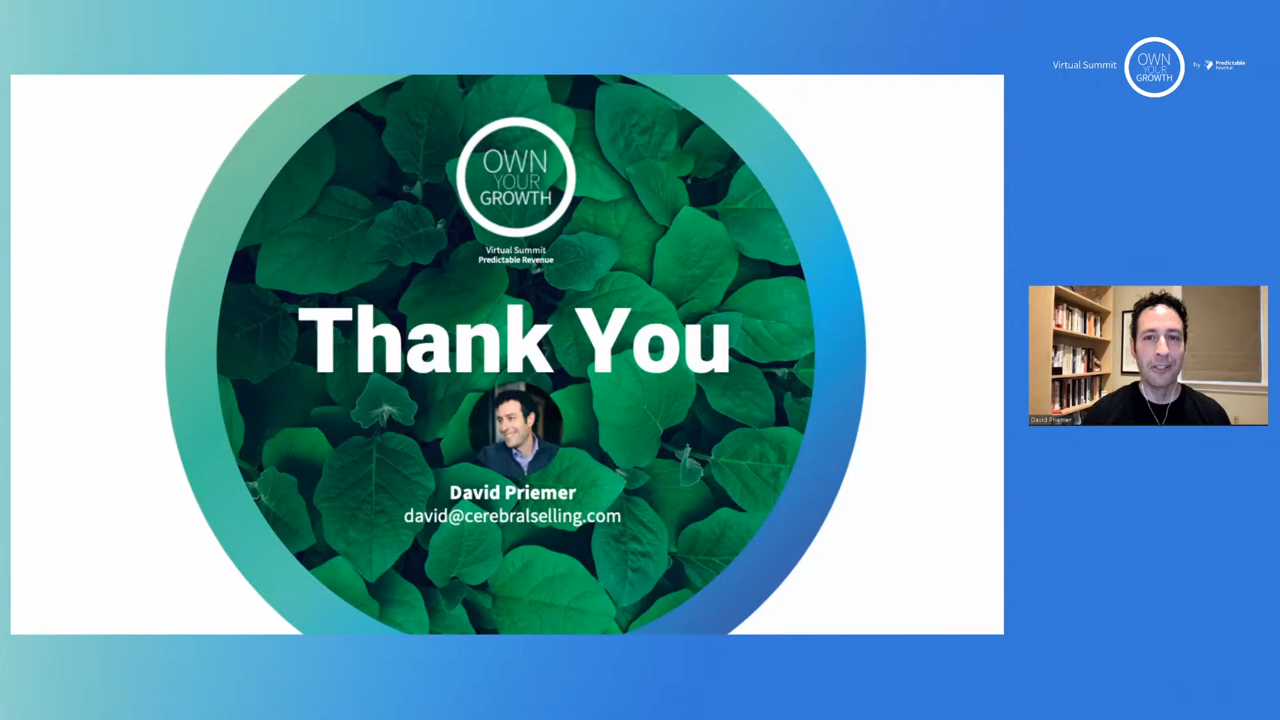 Virtual Summit
OWN
YOUR
GROWTH
by Predictable
Revenue
OWN
YOUR
GROWTH
Virtual Summit
Predictable Revenue
Thank You
David Priemer
david@cerebralselling.com
David Priemer